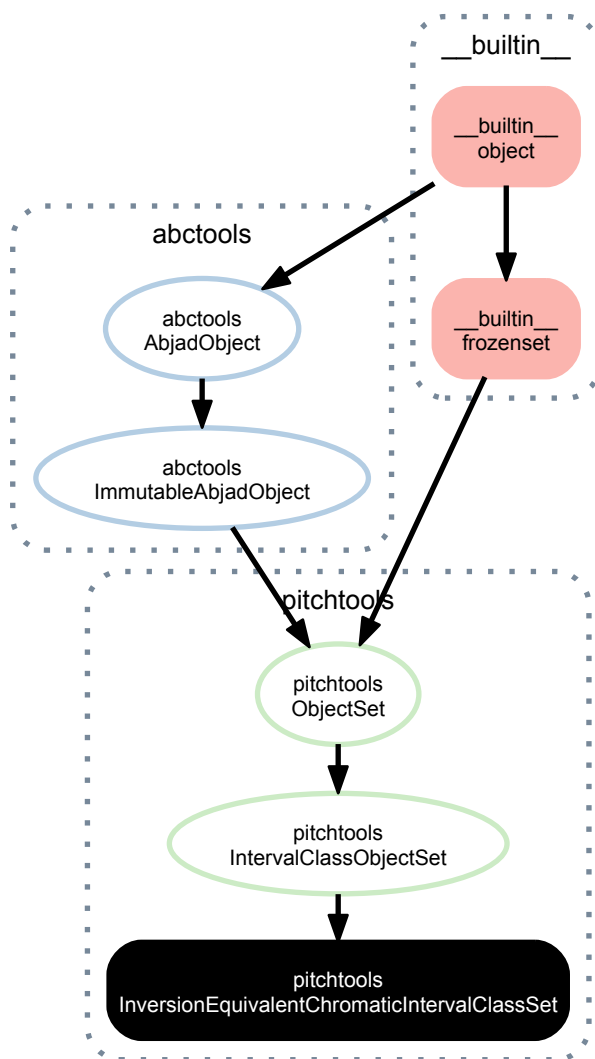 __builtin__
__builtin__
object
abctools
__builtin__
frozenset
abctools
AbjadObject
abctools
ImmutableAbjadObject
pitchtools
pitchtools
ObjectSet
pitchtools
IntervalClassObjectSet
pitchtools
InversionEquivalentChromaticIntervalClassSet